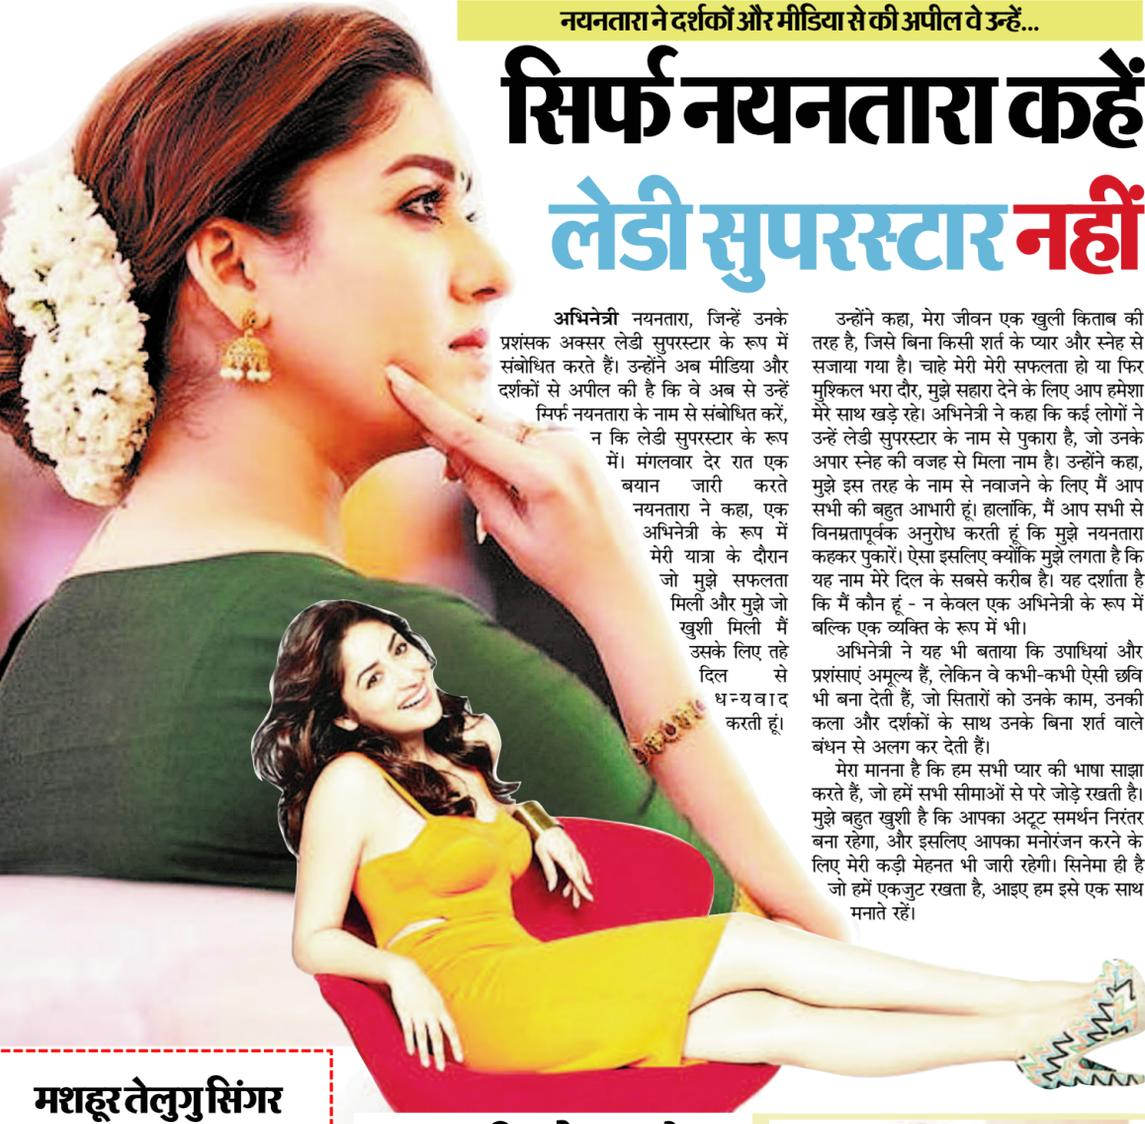 नयनतारा ने दर्शकों और मीडिया से की अपील वे उन्हें...
सिर्फ नयनतारा कहें
लेडी सुपरस्टार नहीं
अभिनेत्री नयनतारा, जिन्हें उनके
प्रशंसक अक्सर लेडी सुपरस्टार के रूप में
संबोधित करते हैं। उन्होंने अब मीडिया और
दर्शकों से अपील की है कि वे अब से उन्हें
सिर्फ नयनतारा के नाम से संबोधित करें,
न कि लेडी सुपरस्टार के रूप
में। मंगलवार देर रात एक
बयान जारी करते
नयनतारा ने कहा, एक
अभिनेत्री के रूप में
मेरी यात्रा के दौरान
जो मुझे सफलता
मिली और मुझे जो
खुशी मिली मैं
उसके लिए तहे
दिल से
धन्यवाद
करती हूं।
उन्होंने कहा, मेरा जीवन एक खुली किताब की
तरह है, जिसे बिना किसी शर्त के प्यार और स्नेह से
सजाया गया है। चाहे मेरी मेरी सफलता हो या फिर
मुश्किल भरा दौर, मुझे सहारा देने के लिए आप हमेशा
मेरे साथ खड़े रहे। अभिनेत्री ने कहा कि कई लोगों ने
उन्हें लेडी सुपरस्टार के नाम से पुकारा है, जो उनके
अपार स्नेह की वजह से मिला नाम है। उन्होंने कहा,
मुझे इस तरह के नाम से नवाजने के लिए मैं आप
सभी की बहुत आभारी हूं। हालांकि, मैं आप सभी से
विनम्रतापूर्वक अनुरोध करती हूं कि मुझे नयनतारा
कहकर पुकारें। ऐसा इसलिए क्योंकि मुझे लगता है कि
यह नाम मेरे दिल के सबसे करीब है। यह दर्शाता है
कि मैं कौन हूं - न केवल एक अभिनेत्री के रूप में
बल्कि एक व्यक्ति के रूप में भी।
अभिनेत्री ने यह भी बताया कि उपाधियां और
प्रशंसाएं अमूल्य हैं, लेकिन वे कभी-कभी ऐसी छवि
भी बना देती हैं, जो सितारों को उनके काम, उनकी
कला और दर्शकों के साथ उनके बिना शर्त वाले
बंधन से अलग कर देती हैं।
मेरा मानना है कि हम सभी प्यार की भाषा साझा
करते हैं, जो हमें सभी सीमाओं से परे जोड़े रखती है।
मुझे बहुत खुशी है कि आपका अटूट समर्थन निरंतर
बना रहेगा, और इसलिए आपका मनोरंजन करने के
लिए मेरी कड़ी मेहनत भी जारी रहेगी। सिनेमा ही है
जो हमें एकजुट रखता है, आइए हम इसे एक साथ
मनाते रहें।
मशहूर तेलुगु सिंगर